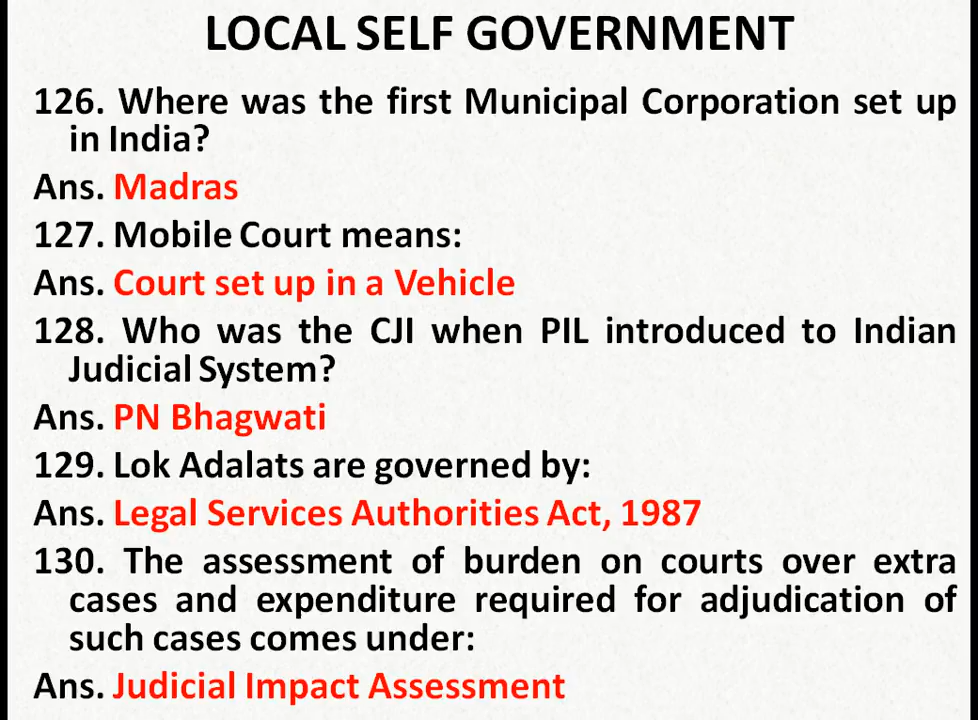 LOCAL SELF GOVERNMENT
126. Where was the first Municipal Corporation set up
in India?
Ans. Madras
127. Mobile Court means:
Ans. Court set up in a Vehicle
128. Who was the CJI when PIL introduced to Indian
Judicial System?
Ans. PN Bhagwati
129. Lok Adalats are governed by:
Ans. Legal Services Authorities Act, 1987
130. The assessment of burden on courts over extra
cases and expenditure required for adjudication of
such cases comes under:
Ans. Judicial Impact Assessment